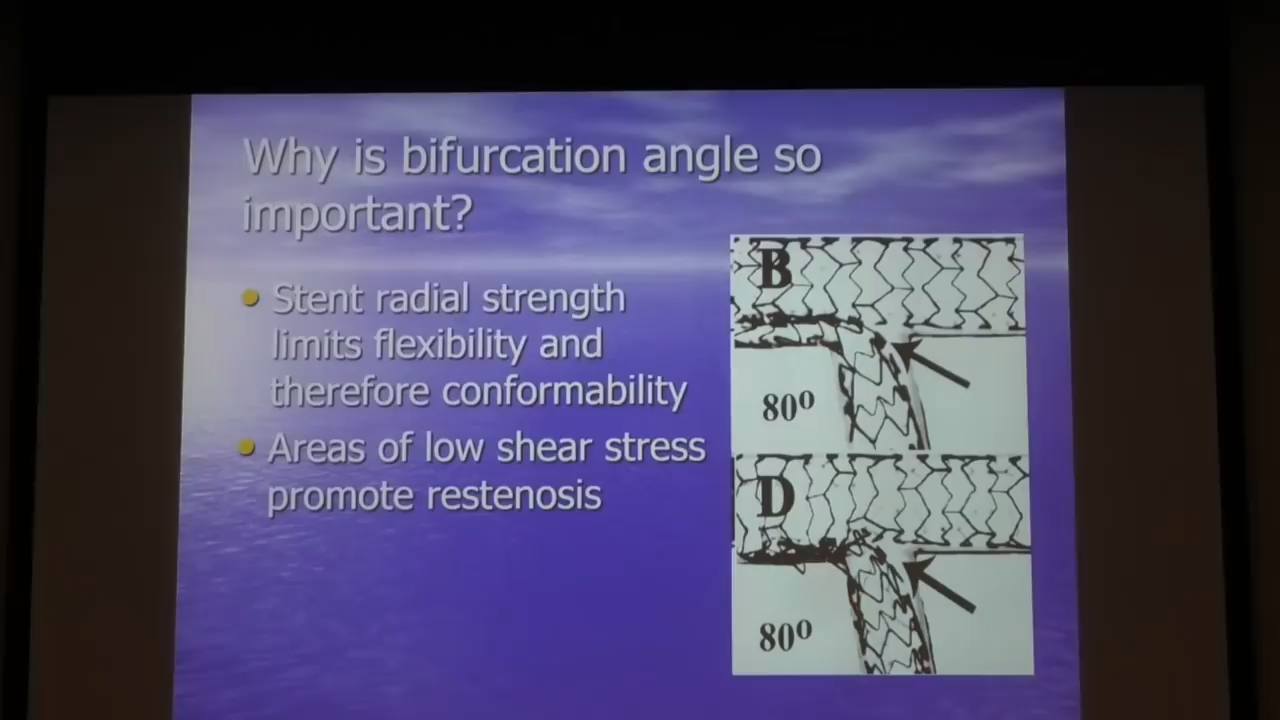 Why is bifurcation angle so
important?
Stent radial strength
limits flexibility and
therefore conformability
Areas of low shear stress
promote restenosis
B
80º
D
80º